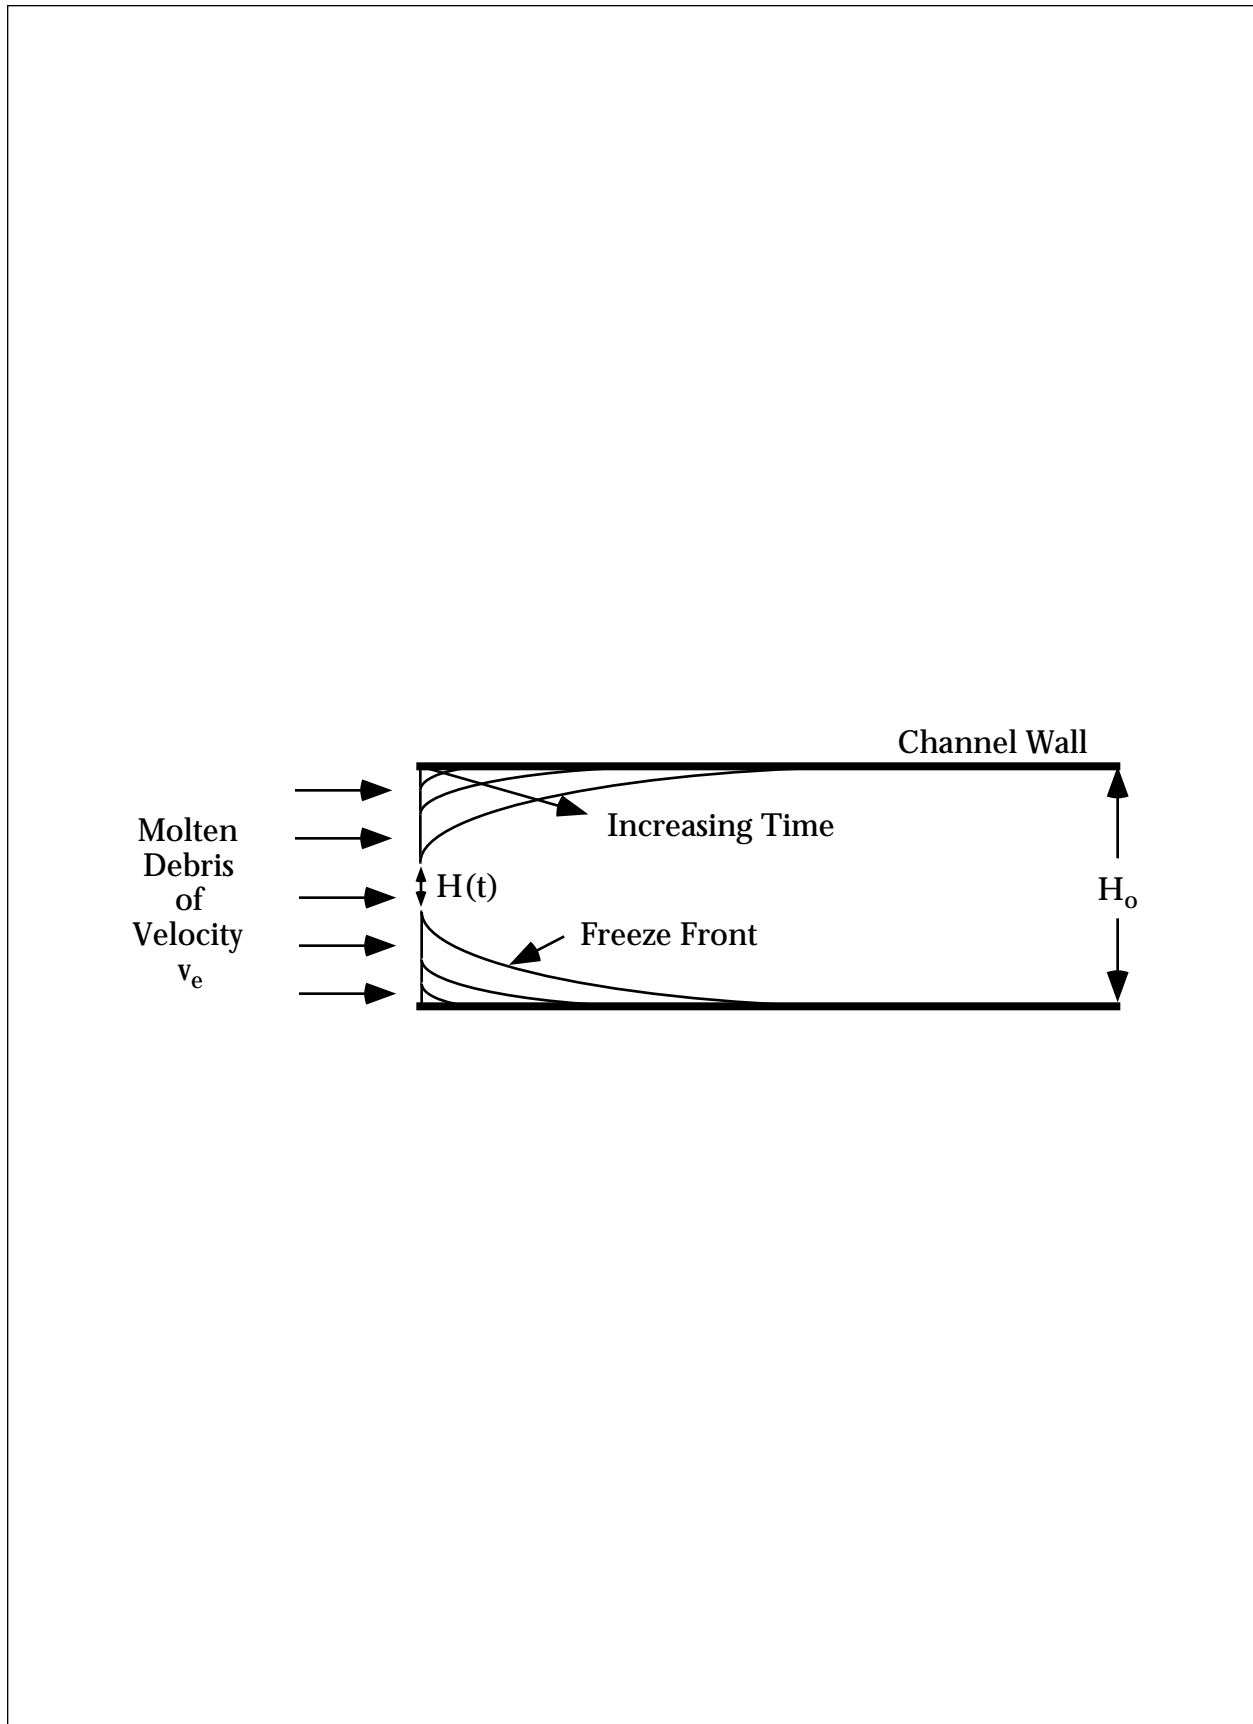 Channel Wall
Increasing Time
Molten
Debris
of
Velocity
vₑ
H(t)
Hₒ
Freeze Front